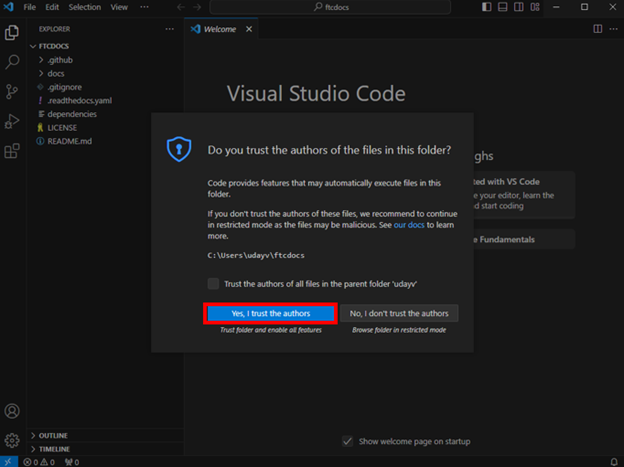 File Edit Selection View ···
ftcdocs
EXPLORER ···
Welcome
FTCDOCS
.github
docs
.gitignore
.readthedocs.yaml
dependencies
LICENSE
README.md
Visual Studio Code
Do you trust the authors of the files in this folder?
Code provides features that may automatically execute files in this
folder.
If you don't trust the authors of these files, we recommend to continue
in restricted mode as the files may be malicious. See our docs to learn
more.
C:\Users\udayv\ftcdocs
Trust the authors of all files in the parent folder 'udayv'
Yes, I trust the authors
No, I don't trust the authors
Trust folder and enable all features
Browse folder in restricted mode
ghs
ted with VS Code
e your editor, learn the
nd start coding
e Fundamentals
OUTLINE
TIMELINE
Show welcome page on startup
0 0 0